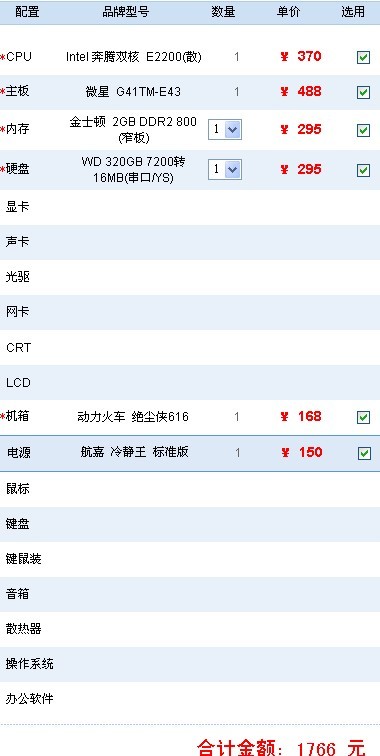 配置 品牌型号 数量 单价 选用
*CPU Intel 奔腾双核 E2200(散) 1 ¥ 370
*主板 微星 G41TM-E43 1 ¥ 488
*内存 金士顿 2GB DDR2 800 1 ¥ 295
(窄板)
*硬盘 WD 320GB 7200转 1 ¥ 295
16MB(串口/YS)
显卡
声卡
光驱
网卡
CRT
LCD
*机箱 动力火车 绝尘侠616 1 ¥ 168
电源 航嘉 冷静王 标准版 1 ¥ 150
鼠标
键盘
键鼠装
音箱
散热器
操作系统
办公软件
合计金额: 1766 元